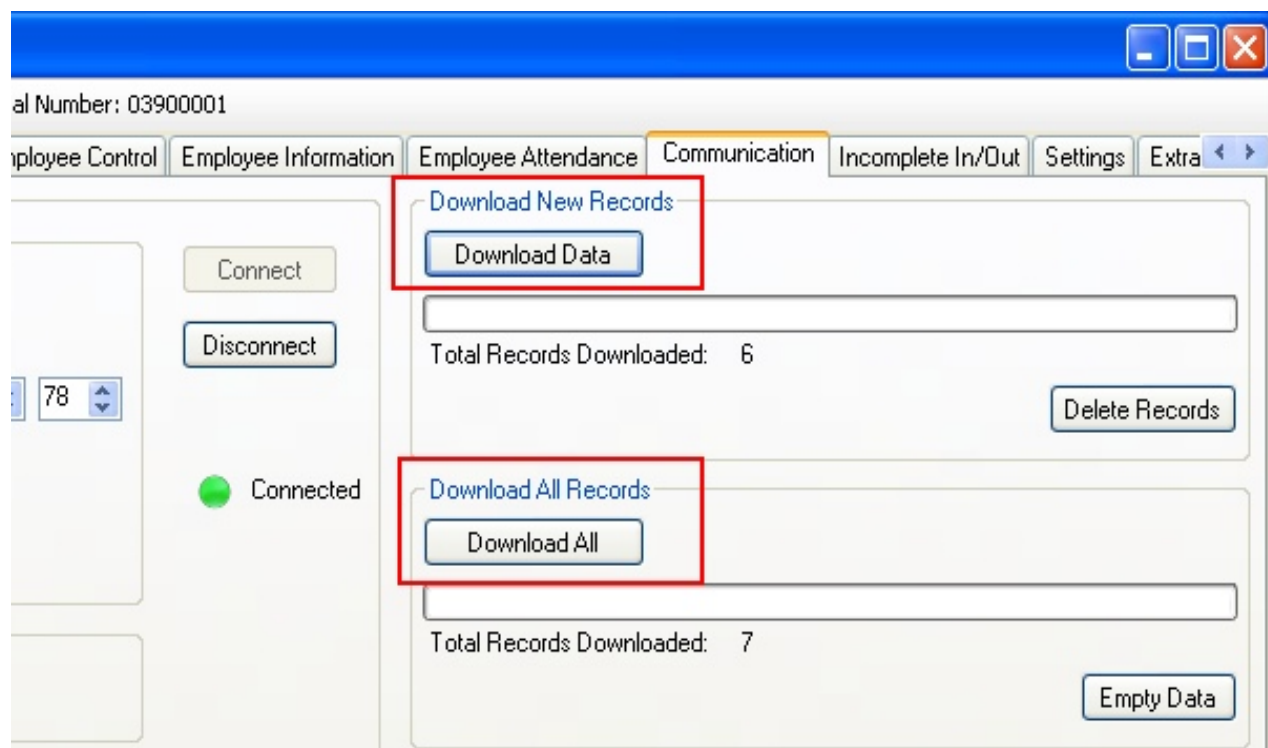 al Number: 03900001
ployee Control Employee Information Employee Attendance Communication Incomplete In/Out Settings Extra
Download New Records
Download Data
Connect
Total Records Downloaded: 6
Disconnect
78
Delete Records
Connected
Download All Records
Download All
Total Records Downloaded: 7
Empty Data